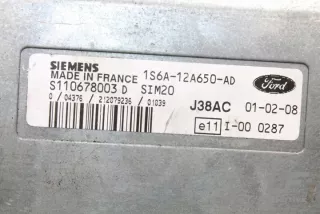 SIEMENS 1S6A-12A650-AD
MADE IN FRANCE
Ford
S110678003 D SIM20
J38AC 01-02-08
0 / 04376 / 212079236 / 01039
e11 I-00 0287